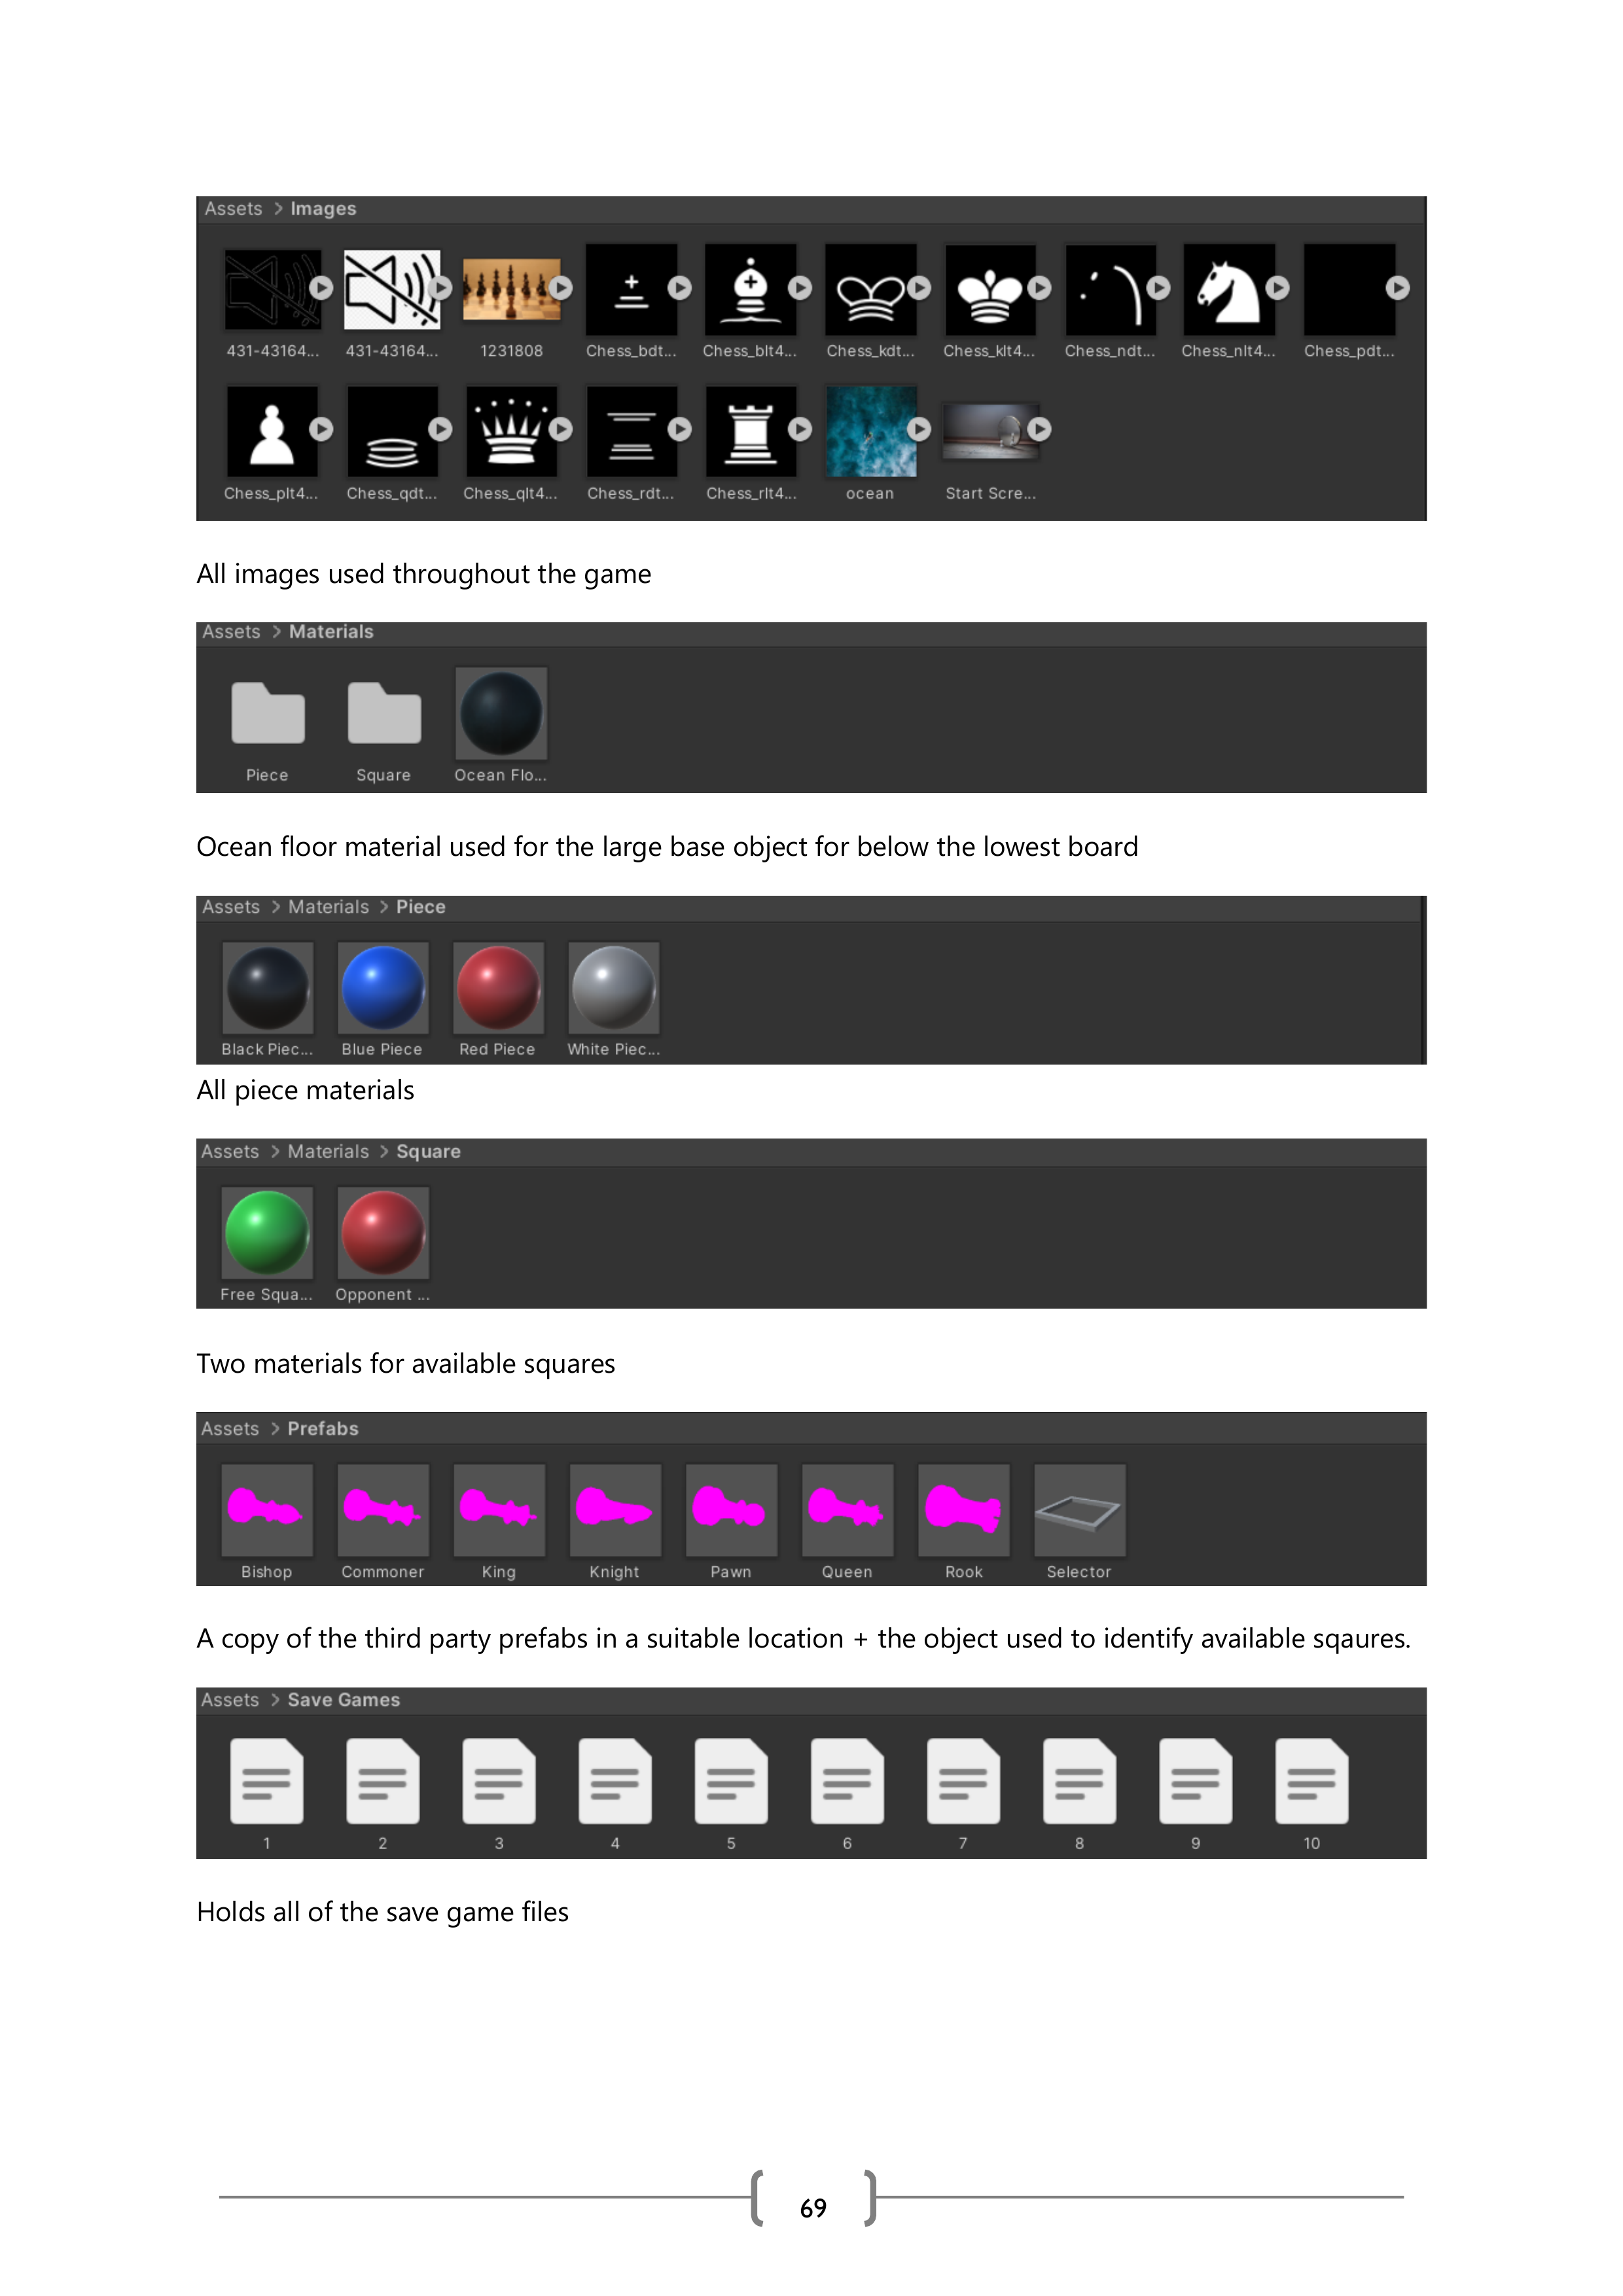 Assets > Images
431-43164... 431-43164... 1231808 Chess_bdt... Chess_blt4... Chess_kdt... Chess_klt4... Chess_ndt... Chess_nlt4... Chess_pdt...
Chess_plt4... Chess_qdt... Chess_qlt4... Chess_rdt... Chess_rlt4... ocean Start Scre...
All images used throughout the game
Assets > Materials
Piece Square Ocean Flo...
Ocean floor material used for the large base object for below the lowest board
Assets > Materials > Piece
Black Piec... Blue Piece Red Piece White Piec...
All piece materials
Assets > Materials > Square
Free Squa... Opponent ...
Two materials for available squares
Assets > Prefabs
Bishop Commoner King Knight Pawn Queen Rook Selector
A copy of the third party prefabs in a suitable location + the object used to identify available sqaures.
Assets > Save Games
1 2 3 4 5 6 7 8 9 10
Holds all of the save game files
69